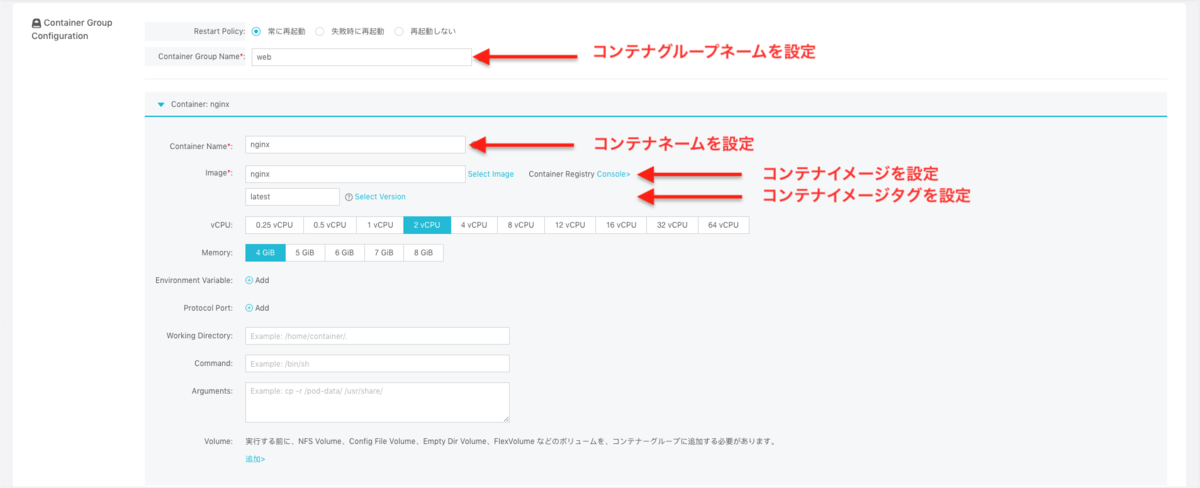 Container Group
Configuration
Restart Policy: 常に再起動 失敗時に再起動 再起動しない
Container Group Name*: web コンテナグループネームを設定
Container: nginx
Container Name*: nginx コンテナネームを設定
Image*: nginx Select Image Container Registry Console> コンテナイメージを設定
latest Select Version コンテナイメージタグを設定
vCPU: 0.25 vCPU 0.5 vCPU 1 vCPU 2 vCPU 4 vCPU 8 vCPU 12 vCPU 16 vCPU 32 vCPU 64 vCPU
Memory: 4 GiB 5 GiB 6 GiB 7 GiB 8 GiB
Environment Variable: Add
Protocol Port: Add
Working Directory: Example: /home/container/.
Command: Example: /bin/sh
Arguments: Example: cp -r /pod-data/ /usr/share/
Volume: 実行する前に、NFS Volume、Config File Volume、Empty Dir Volume、FlexVolume などのボリュームを、コンテナーグループに追加する必要があります。
追加>